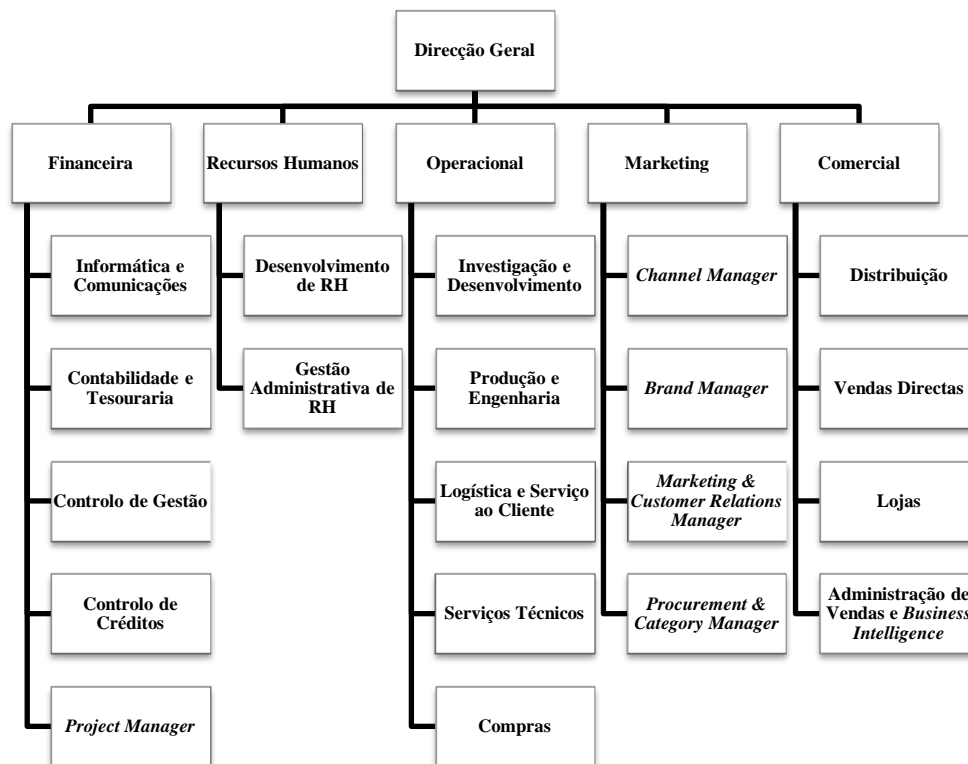 Direcção Geral
Financeira
Recursos Humanos
Operacional
Marketing
Comercial
Informática e
Comunicações
Contabilidade e
Tesouraria
Controlo de Gestão
Controlo de
Créditos
Project Manager
Desenvolvimento
de RH
Gestão
Administrativa de
RH
Investigação e
Desenvolvimento
Produção e
Engenharia
Logística e Serviço
ao Cliente
Serviços Técnicos
Compras
Channel Manager
Brand Manager
Marketing &
Customer Relations
Manager
Procurement &
Category Manager
Distribuição
Vendas Directas
Lojas
Administração de
Vendas e Business
Intelligence